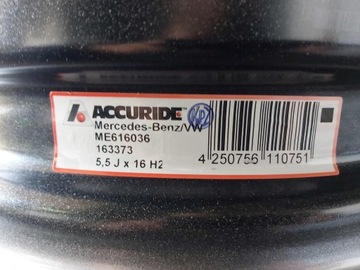 ACCURIDE
Mercedes-Benz/VW
ME616036
163373
5,5 J x 16 H2
4 250756 110751